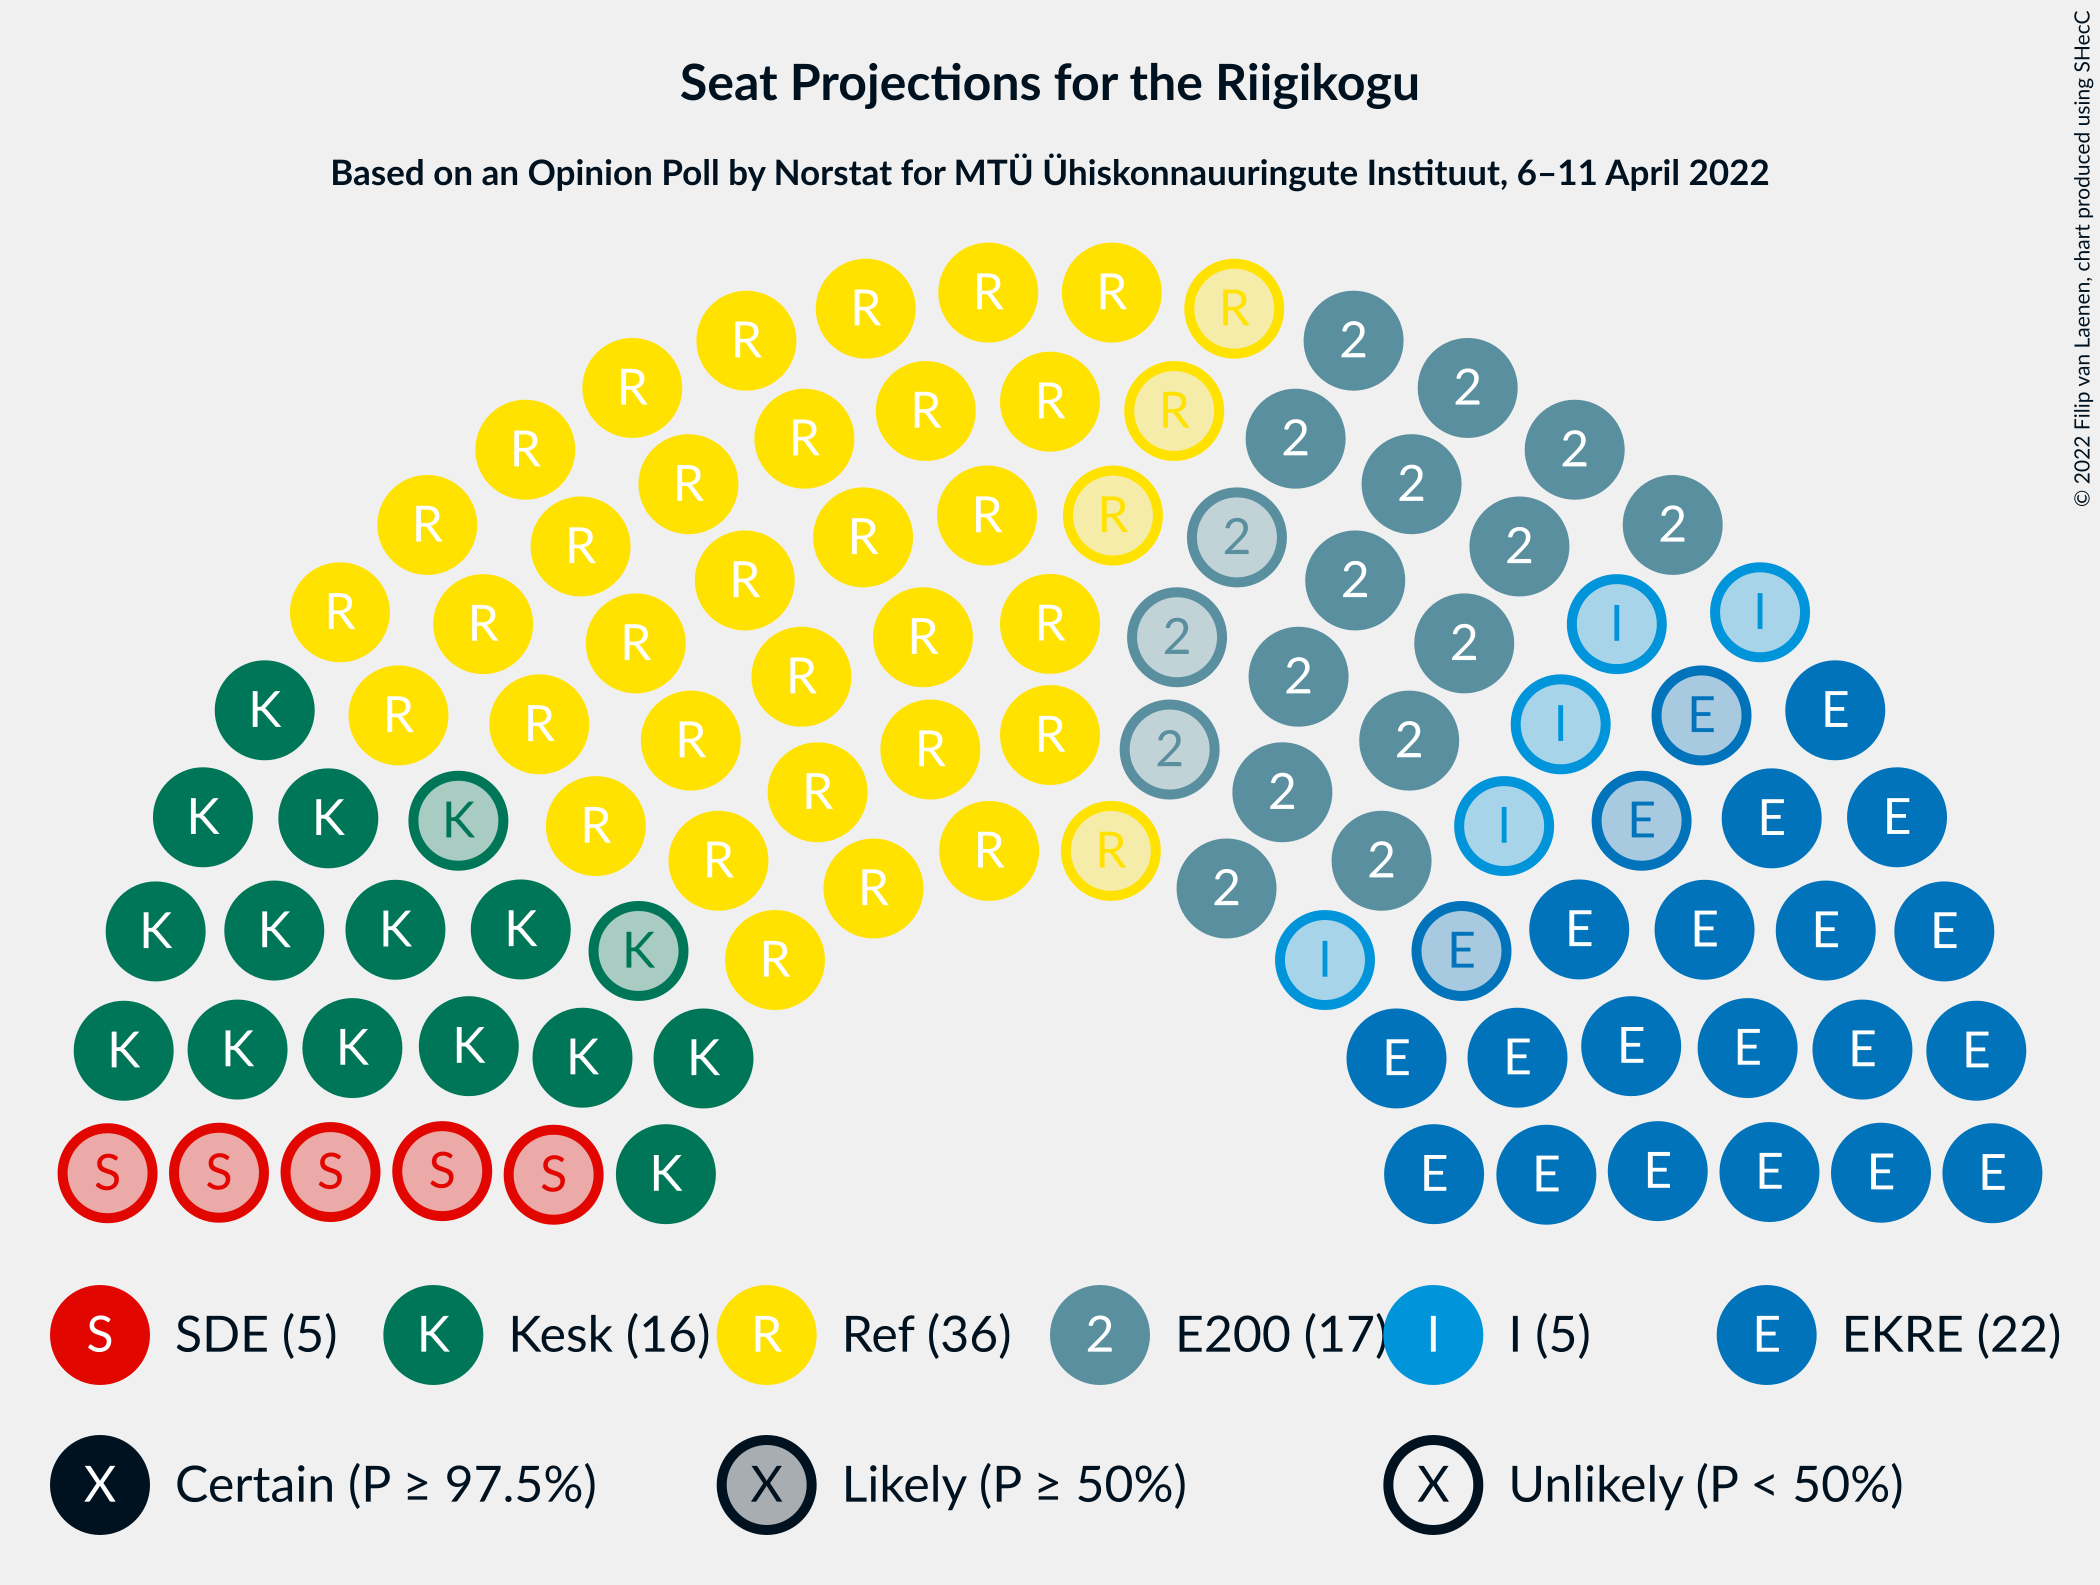 Seat Projections for the Riigikogu
Based on an Opinion Poll by Norstat for MTÜ Ühiskonnauuringute Instituut, 6–11 April 2022
© 2022 Filip van Laenen, chart produced using SHecC
R R R R R 2
R R R R 2
R R R 2 2
R R 2 2
R R R 2 2
R R 2 2
R R R I I
R R R 2 2 2
K R R R R 2 2 I E E
K K K R R R 2 2 I E E E
R R R 2
K K K K K R I E E E E E
K K K K K K E E E E E E
S S S S S K E E E E E E
S SDE (5) K Kesk (16) R Ref (36) 2 E200 (17) I I (5) E EKRE (22)
X Certain (P ≥ 97.5%) X Likely (P ≥ 50%) X Unlikely (P < 50%)